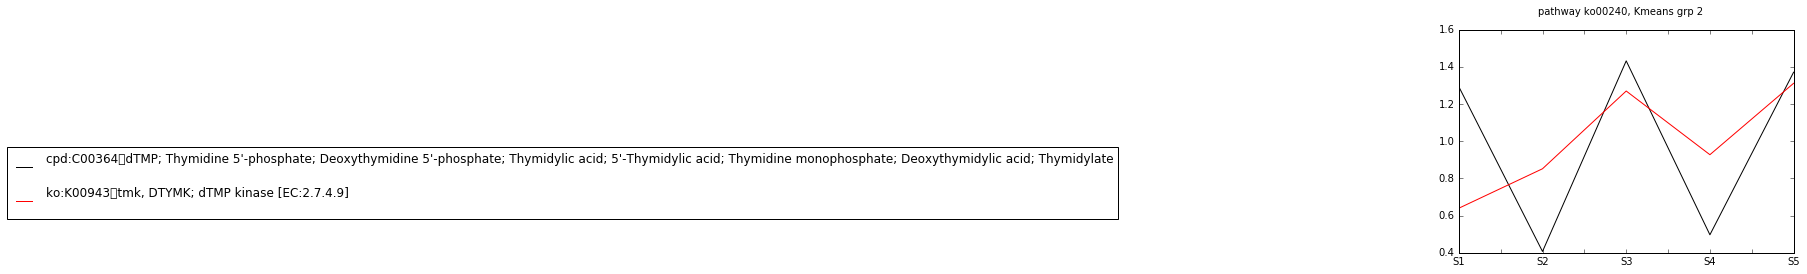 pathway ko00240, Kmeans grp 2
1.6
1.4
1.2
1.0
0.8
0.6
0.4
S1 S2 S3 S4 S5
cpd:C00364▯dTMP; Thymidine 5'-phosphate; Deoxythymidine 5'-phosphate; Thymidylic acid; 5'-Thymidylic acid; Thymidine monophosphate; Deoxythymidylic acid; Thymidylate
ko:K00943▯tmk, DTYMK; dTMP kinase [EC:2.7.4.9]